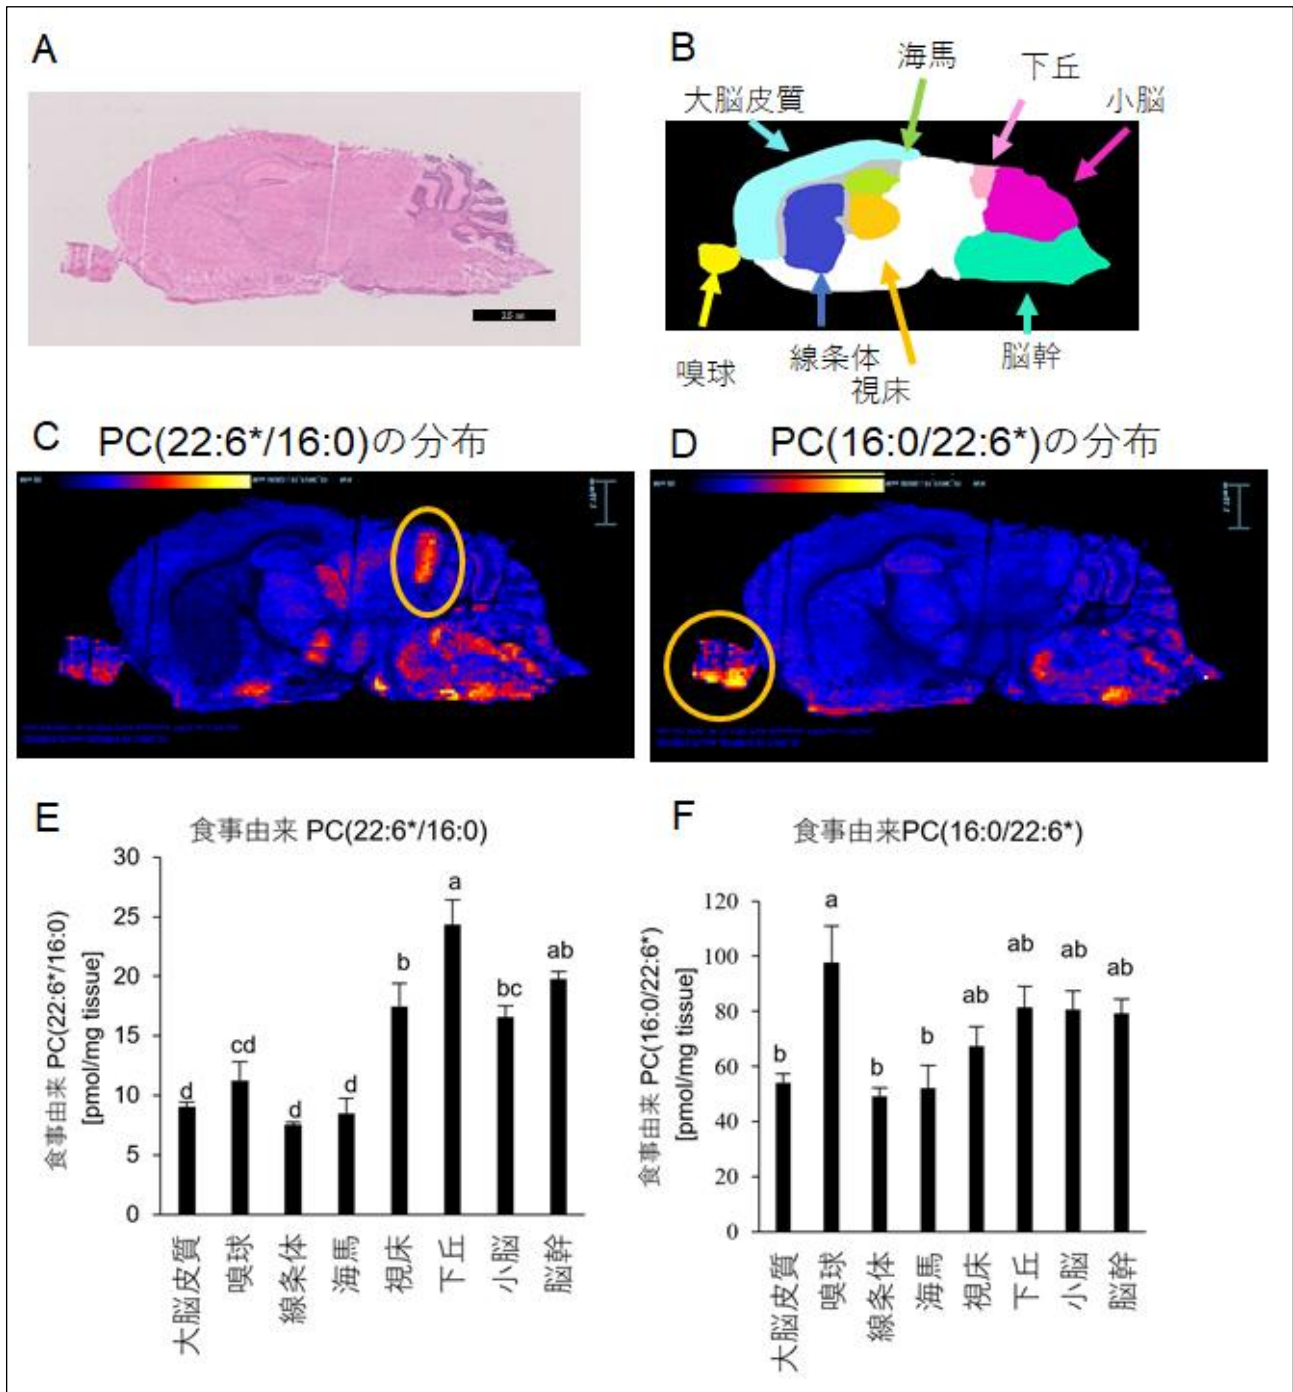 A
B
海馬
下丘
大脳皮質
小脳
嗅球
線条体
視床
脳幹
C PC(22:6*/16:0)の分布
D PC(16:0/22:6*)の分布
E
食事由来 PC(22:6*/16:0)
食事由来 PC(22:6*/16:0)
[pmol/mg tissue]
30
25
20
15
10
5
0
d
cd
d
d
b
a
bc
ab
大脳皮質
嗅球
線条体
海馬
視床
下丘
小脳
脳幹
F
食事由来PC(16:0/22:6*)
食事由来 PC(16:0/22:6*)
[pmol/mg tissue]
120
100
80
60
40
20
0
b
a
b
b
ab
ab
ab
ab
大脳皮質
嗅球
線条体
海馬
視床
下丘
小脳
脳幹